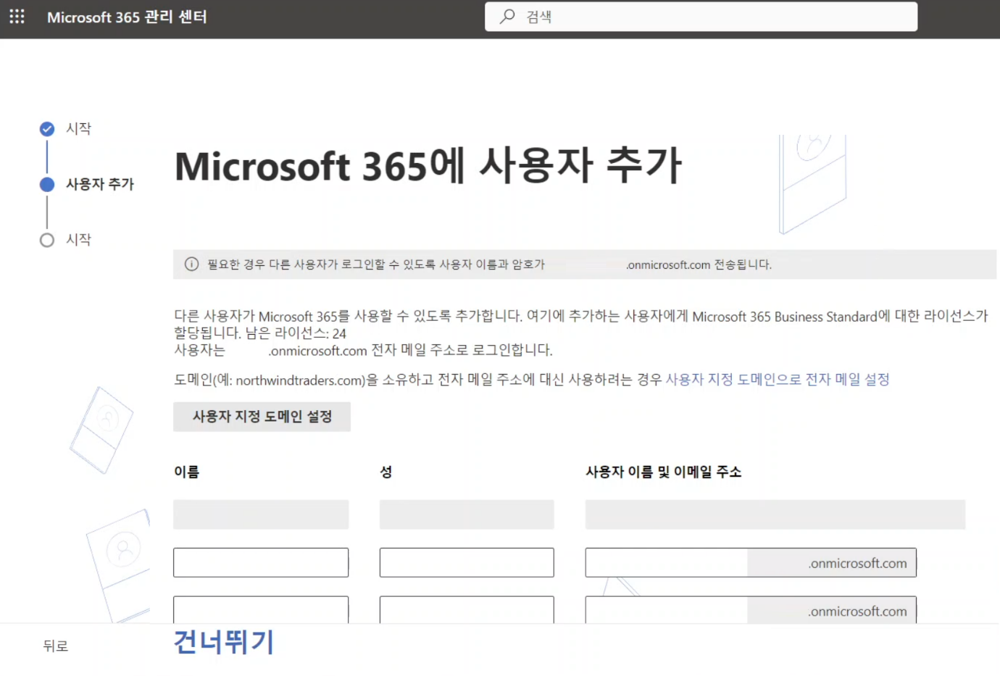 Microsoft 365 관리 센터
검색
시작
사용자 추가
시작
Microsoft 365에 사용자 추가
필요한 경우 다른 사용자가 로그인할 수 있도록 사용자 이름과 암호가 .onmicrosoft.com 전송됩니다.
다른 사용자가 Microsoft 365를 사용할 수 있도록 추가합니다. 여기에 추가하는 사용자에게 Microsoft 365 Business Standard에 대한 라이선스가
할당됩니다. 남은 라이선스: 24
사용자는 .onmicrosoft.com 전자 메일 주소로 로그인합니다.
도메인(예: northwindtraders.com)을 소유하고 전자 메일 주소에 대신 사용하려는 경우 사용자 지정 도메인으로 전자 메일 설정
사용자 지정 도메인 설정
이름 성 사용자 이름 및 이메일 주소
.onmicrosoft.com
.onmicrosoft.com
뒤로 건너뛰기